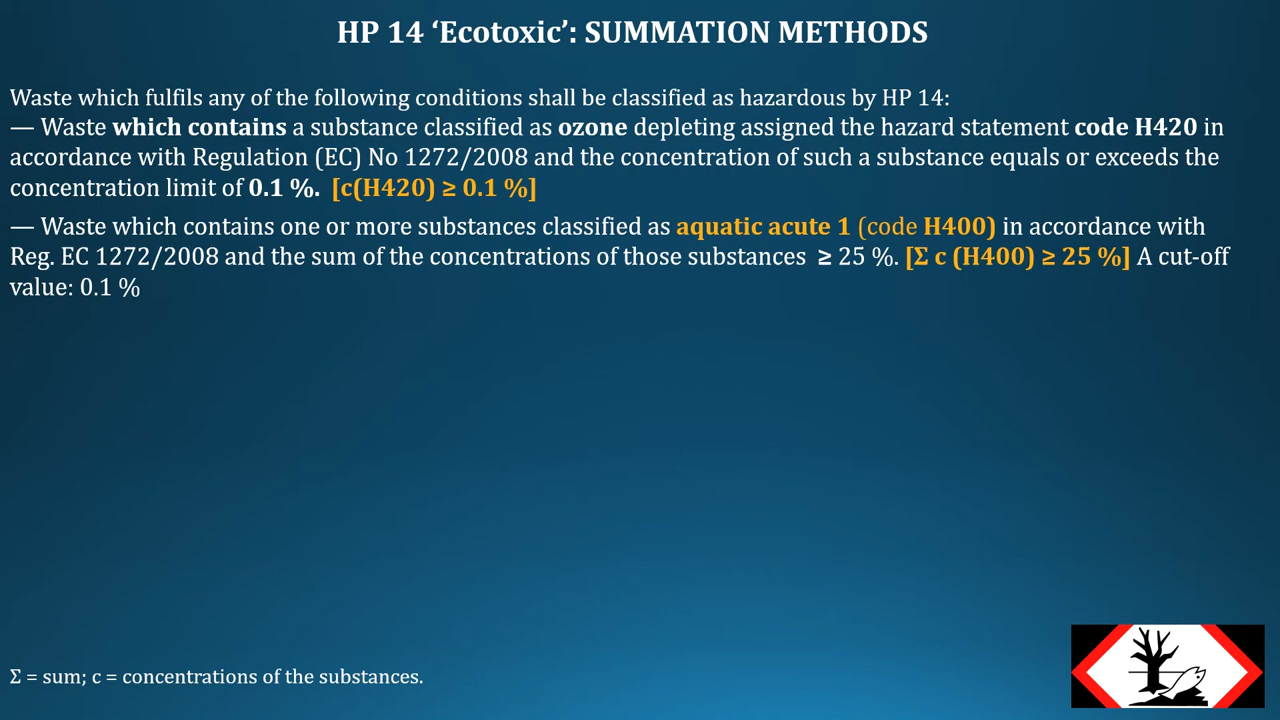 HP 14 ‘Ecotoxic’: SUMMATION METHODS
Waste which fulfils any of the following conditions shall be classified as hazardous by HP 14:
— Waste which contains a substance classified as ozone depleting assigned the hazard statement code H420 in
accordance with Regulation (EC) No 1272/2008 and the concentration of such a substance equals or exceeds the
concentration limit of 0.1 %. [c(H420) ≥ 0.1 %]
— Waste which contains one or more substances classified as aquatic acute 1 (code H400) in accordance with
Reg. EC 1272/2008 and the sum of the concentrations of those substances ≥ 25 %. [Σ c (H400) ≥ 25 %] A cut-off
value: 0.1 %
Σ = sum; c = concentrations of the substances.